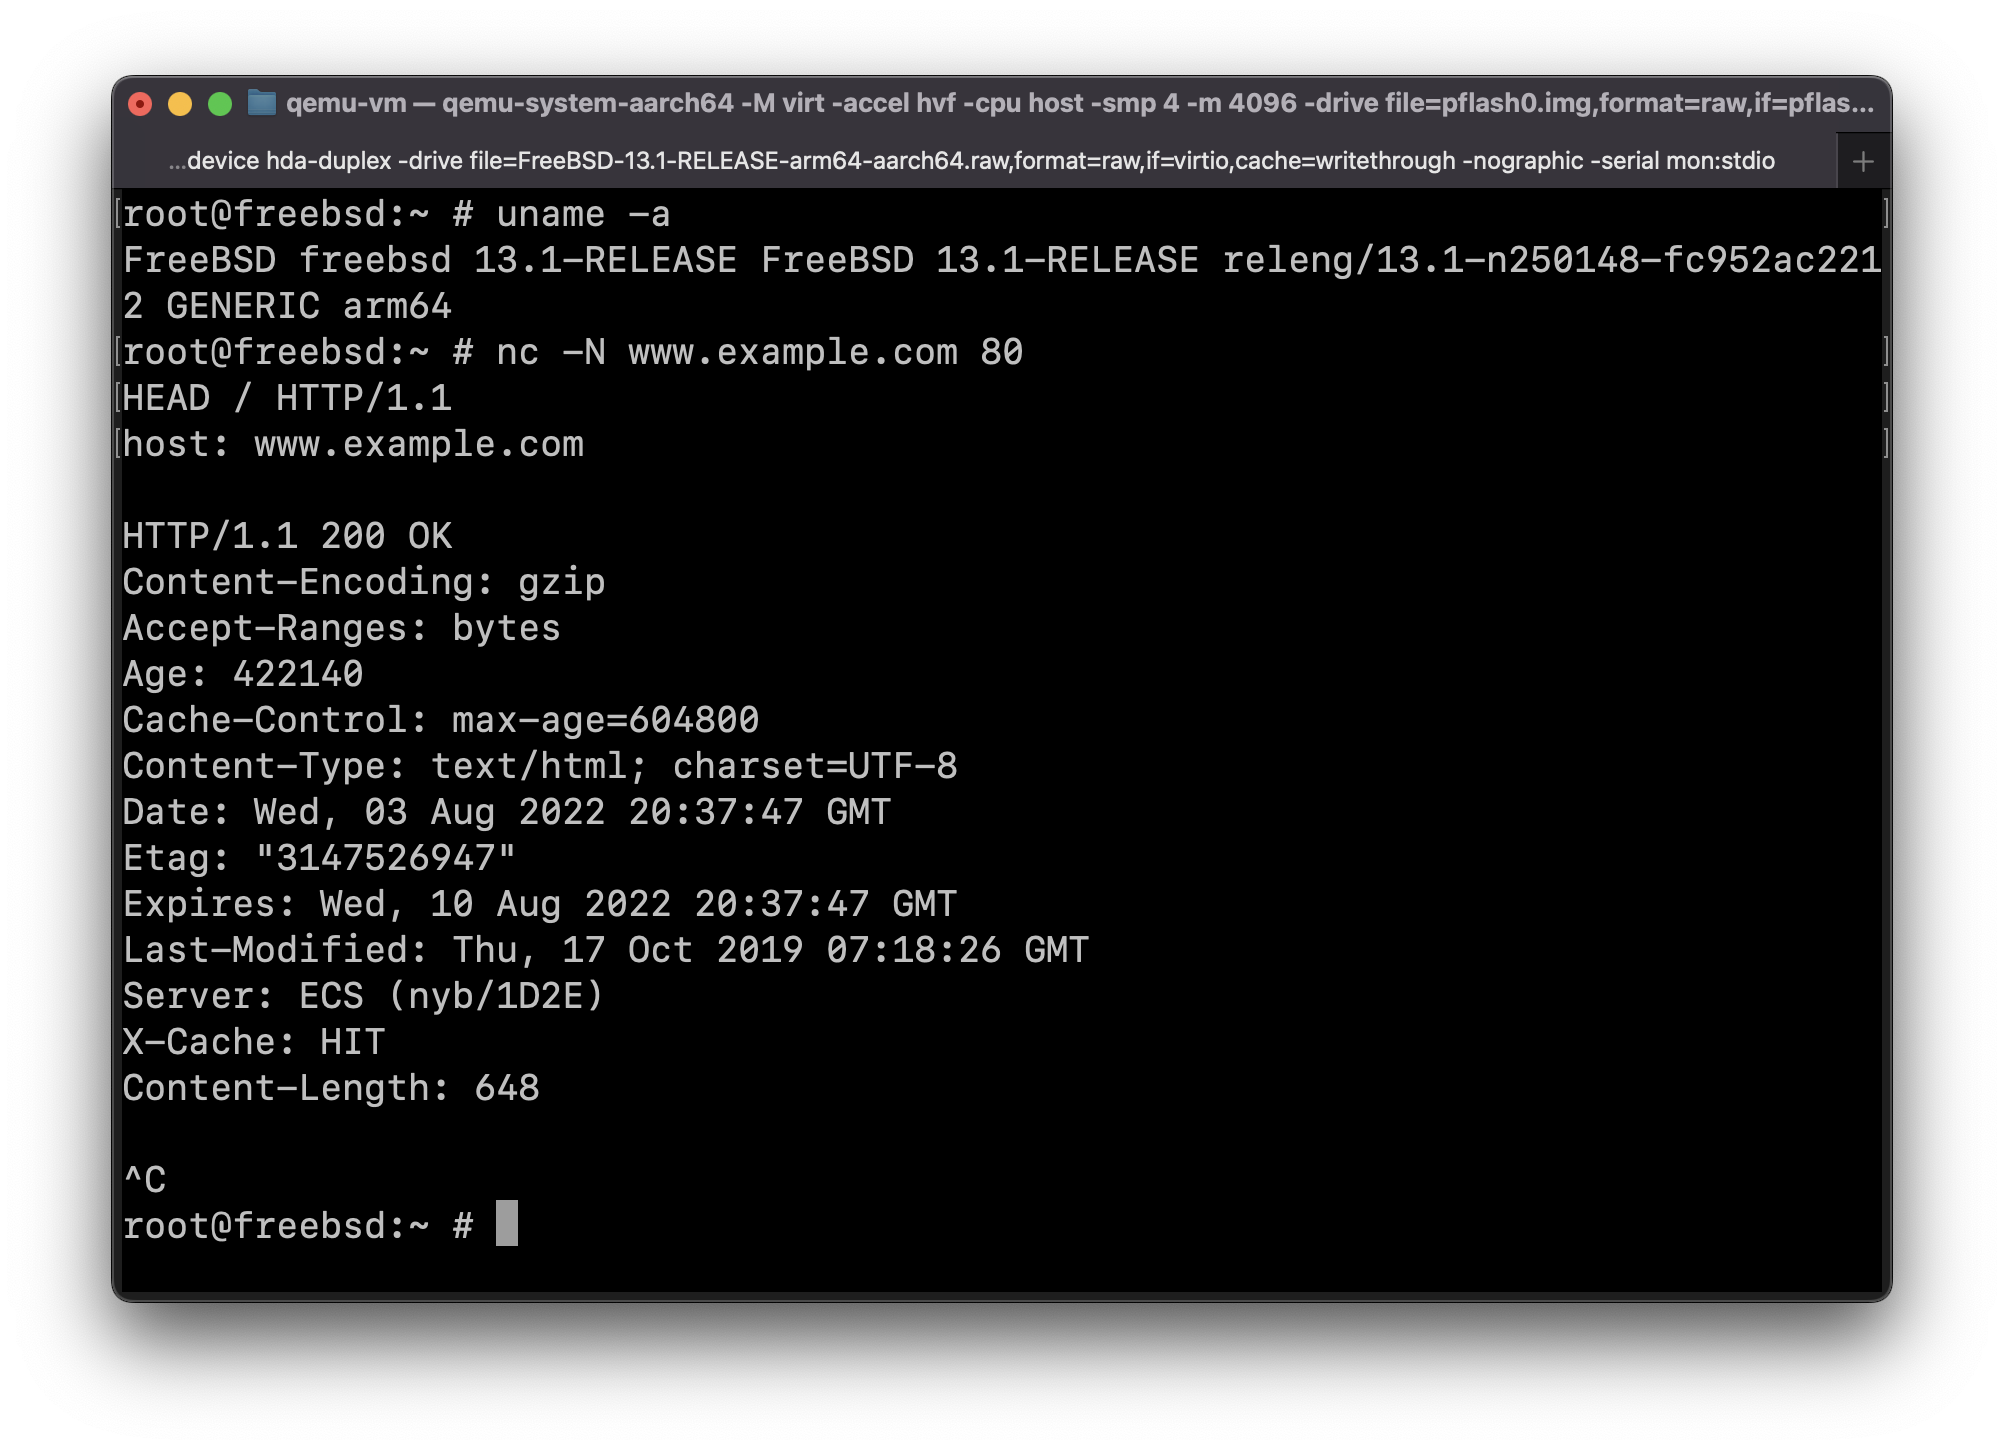 qemu-vm — qemu-system-aarch64 -M virt -accel hvf -cpu host -smp 4 -m 4096 -drive file=pflash0.img,format=raw,if=pflas...
...device hda-duplex -drive file=FreeBSD-13.1-RELEASE-arm64-aarch64.raw,format=raw,if=virtio,cache=writethrough -nographic -serial mon:stdio
[root@freebsd:~ # uname -a ]
FreeBSD freebsd 13.1-RELEASE FreeBSD 13.1-RELEASE releng/13.1-n250148-fc952ac221
2 GENERIC arm64
[root@freebsd:~ # nc -N www.example.com 80 ]
[HEAD / HTTP/1.1 ]
[host: www.example.com ]
HTTP/1.1 200 OK
Content-Encoding: gzip
Accept-Ranges: bytes
Age: 422140
Cache-Control: max-age=604800
Content-Type: text/html; charset=UTF-8
Date: Wed, 03 Aug 2022 20:37:47 GMT
Etag: "3147526947"
Expires: Wed, 10 Aug 2022 20:37:47 GMT
Last-Modified: Thu, 17 Oct 2019 07:18:26 GMT
Server: ECS (nyb/1D2E)
X-Cache: HIT
Content-Length: 648
^C
root@freebsd:~ #